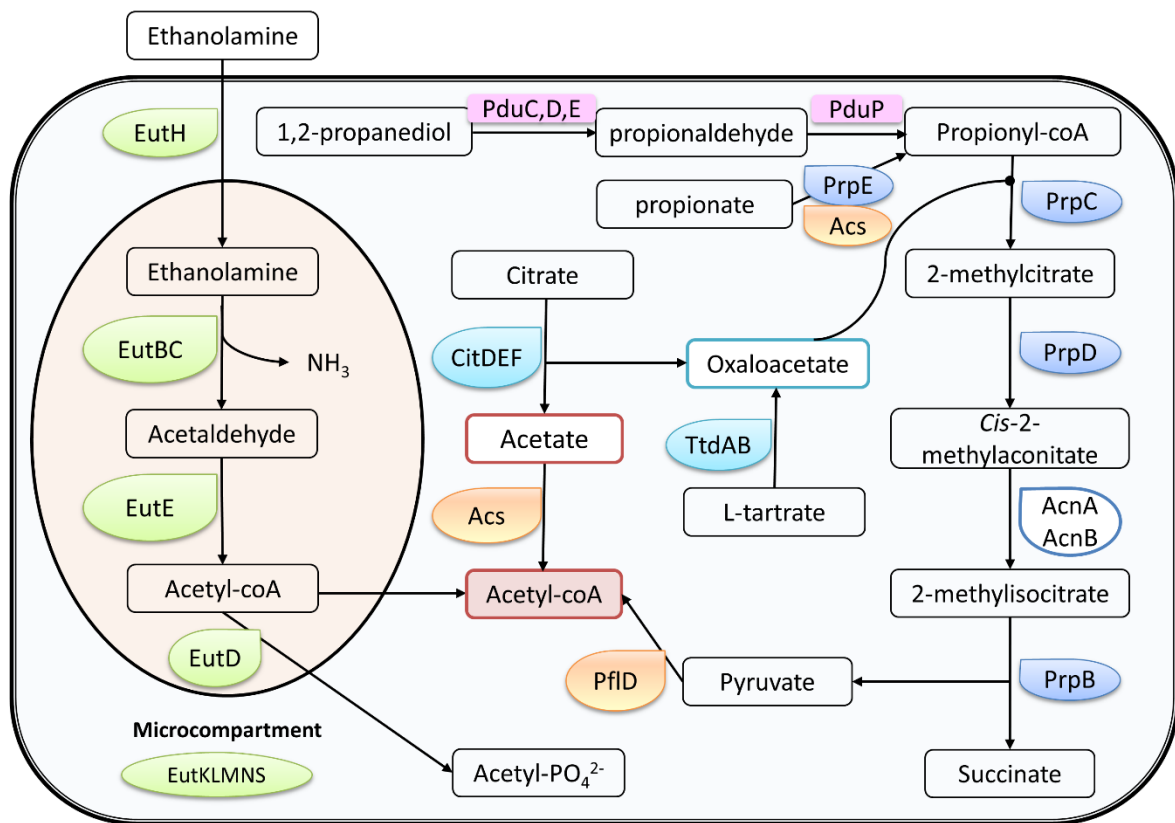 Ethanolamine
EutH
1,2-propanediol
PduC,D,E
propionaldehyde
PduP
Propionyl-coA
propionate
PrpE
Acs
PrpC
Ethanolamine
Citrate
2-methylcitrate
EutBC
NH₃
CitDEF
Oxaloacetate
PrpD
Acetaldehyde
Acetate
TtdAB
Cis-2-
methylaconitate
EutE
Acs
L-tartrate
AcnA
AcnB
Acetyl-coA
Acetyl-coA
2-methylisocitrate
EutD
PflD
Pyruvate
PrpB
Microcompartment
EutKLMNS
Acetyl-PO₄²⁻
Succinate